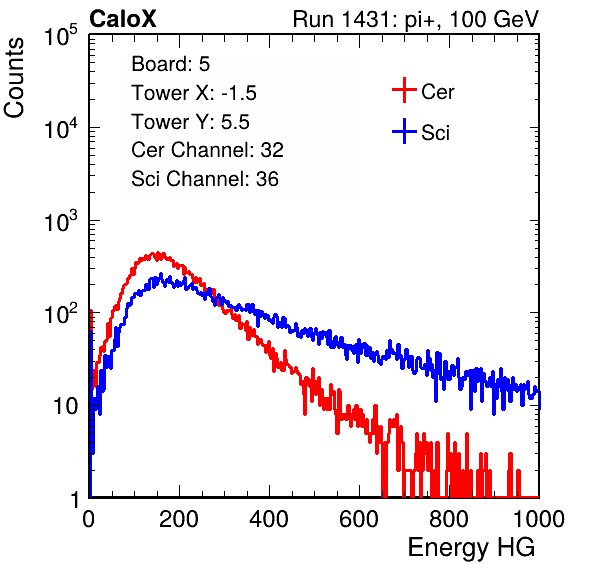 CaloX Run 1431: pi+, 100 GeV
Counts
10^5
10^4
10^3
10^2
10
1
Board: 5
Tower X: -1.5
Tower Y: 5.5
Cer Channel: 32
Sci Channel: 36
Cer
Sci
0 200 400 600 800 1000
Energy HG